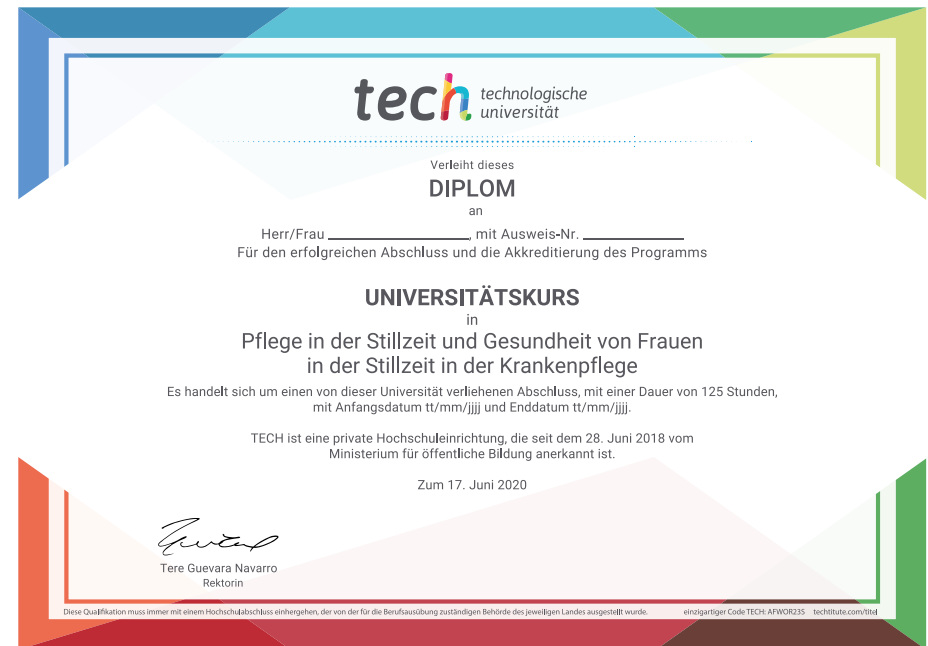 tech technologische
universität
Verleiht dieses
DIPLOM
an
Herr/Frau ____________________, mit Ausweis-Nr. ______________
Für den erfolgreichen Abschluss und die Akkreditierung des Programms
UNIVERSITÄTSKURS
in
Pflege in der Stillzeit und Gesundheit von Frauen
in der Stillzeit in der Krankenpflege
Es handelt sich um einen von dieser Universität verliehenen Abschluss, mit einer Dauer von 125 Stunden,
mit Anfangsdatum tt/mm/jjjj und Enddatum tt/mm/jjjj.
TECH ist eine private Hochschuleinrichtung, die seit dem 28. Juni 2018 vom
Ministerium für öffentliche Bildung anerkannt ist.
Zum 17. Juni 2020
Tere Guevara Navarro
Rektorin
Diese Qualifikation muss immer mit einem Hochschulabschluss einhergehen, der von der für die Berufsausübung zuständigen Behörde des jeweiligen Landes ausgestellt wurde. einzigartiger Code TECH: AFWOR23S techtitute.com/titel